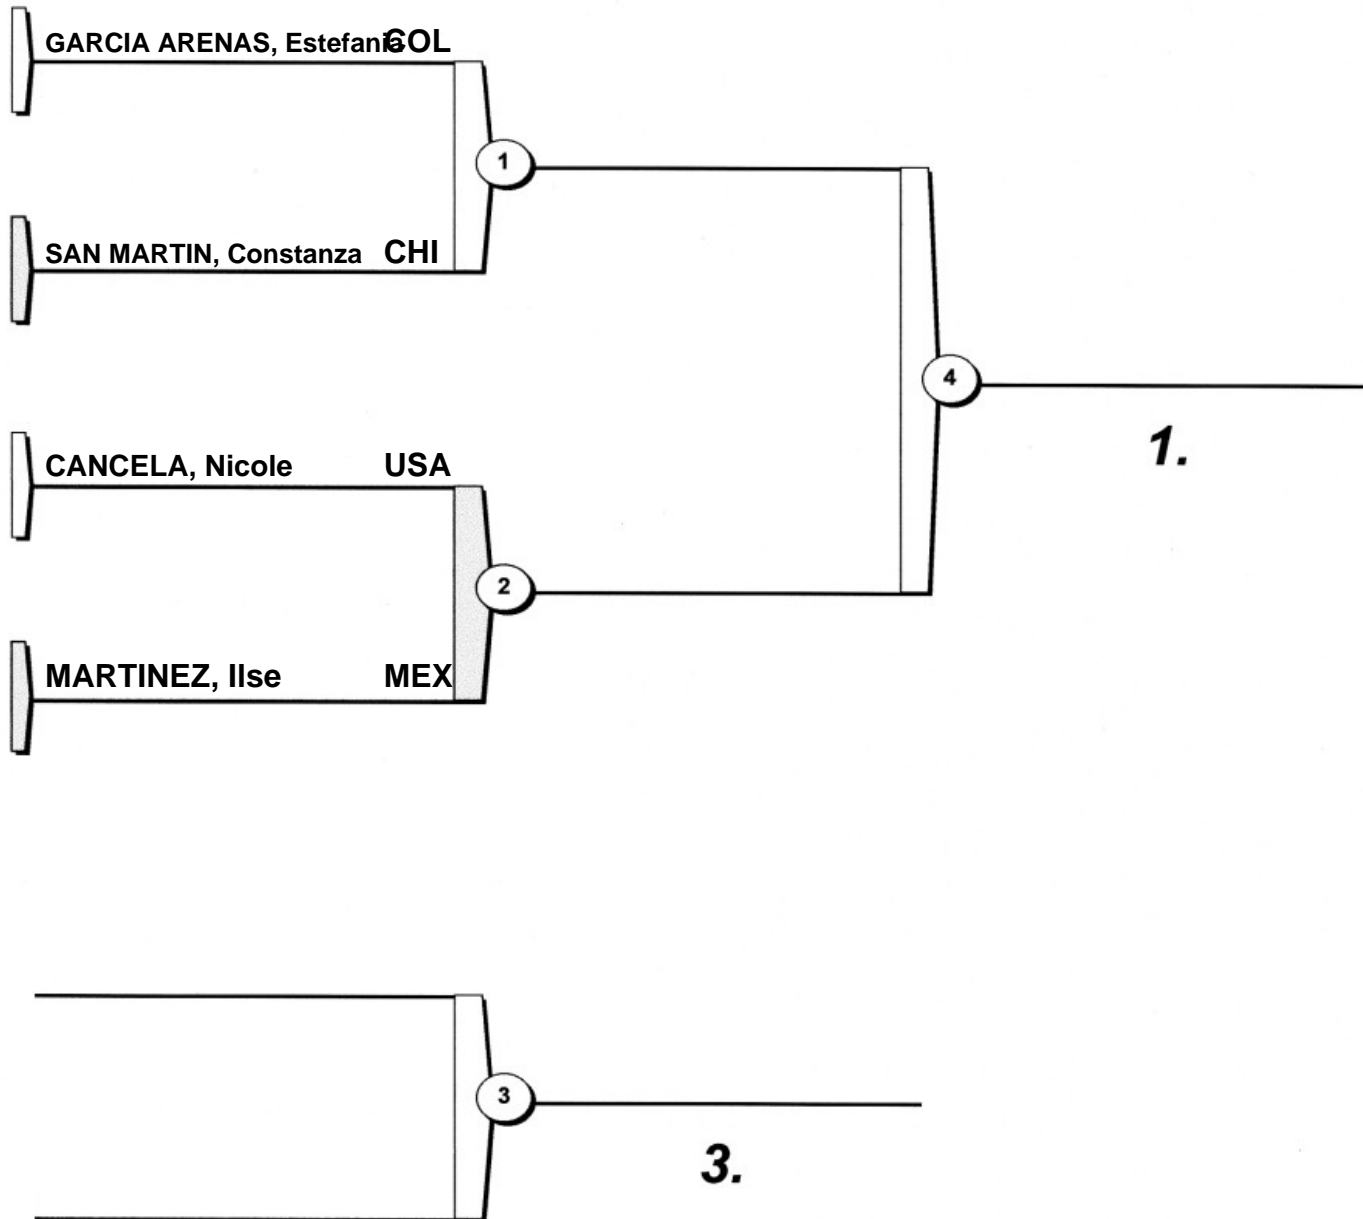 GARCIA ARENAS, Estefania COL
1
SAN MARTIN, Constanza CHI
4
1.
CANCELA, Nicole USA
2
MARTINEZ, Ilse MEX
3
3.